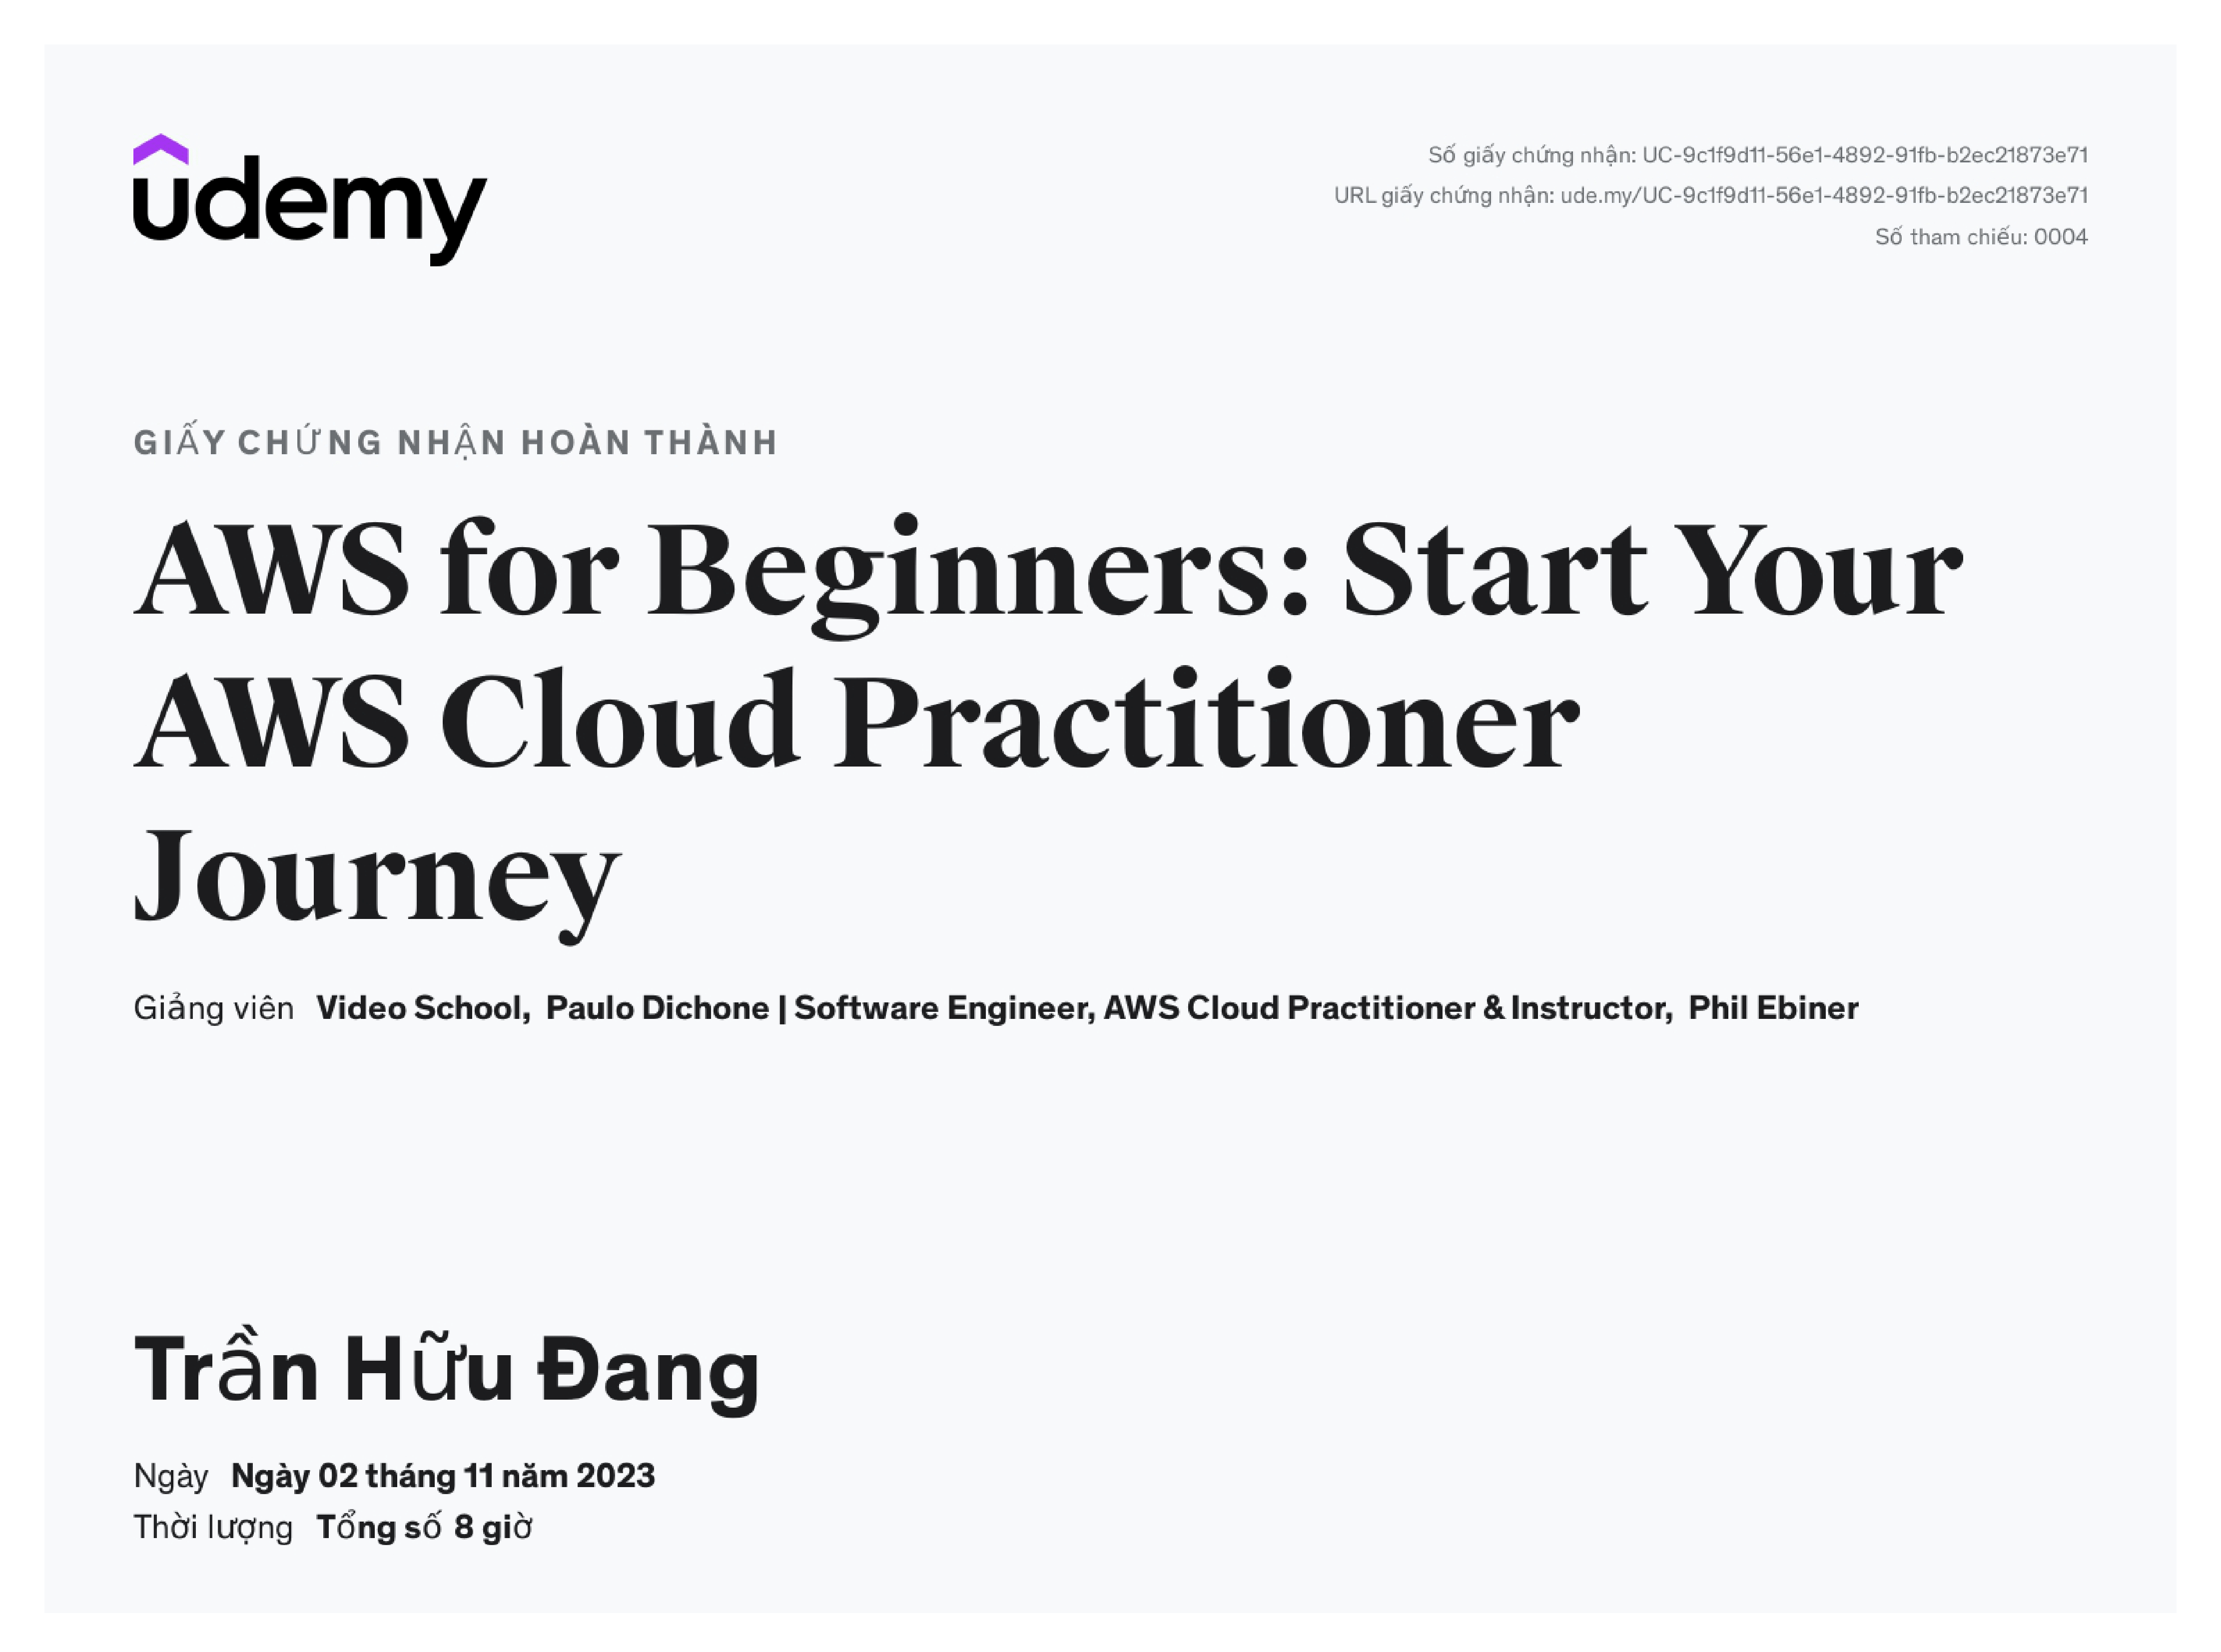 udemy
Số giấy chứng nhận: UC-9c1f9d11-56e1-4892-91fb-b2ec21873e71
URL giấy chứng nhận: ude.my/UC-9c1f9d11-56e1-4892-91fb-b2ec21873e71
Số tham chiếu: 0004
GIẤY CHỨNG NHẬN HOÀN THÀNH
AWS for Beginners: Start Your
AWS Cloud Practitioner
Journey
Giảng viên Video School, Paulo Dichone | Software Engineer, AWS Cloud Practitioner & Instructor, Phil Ebiner
Trần Hữu Đang
Ngày Ngày 02 tháng 11 năm 2023
Thời lượng Tổng số 8 giờ